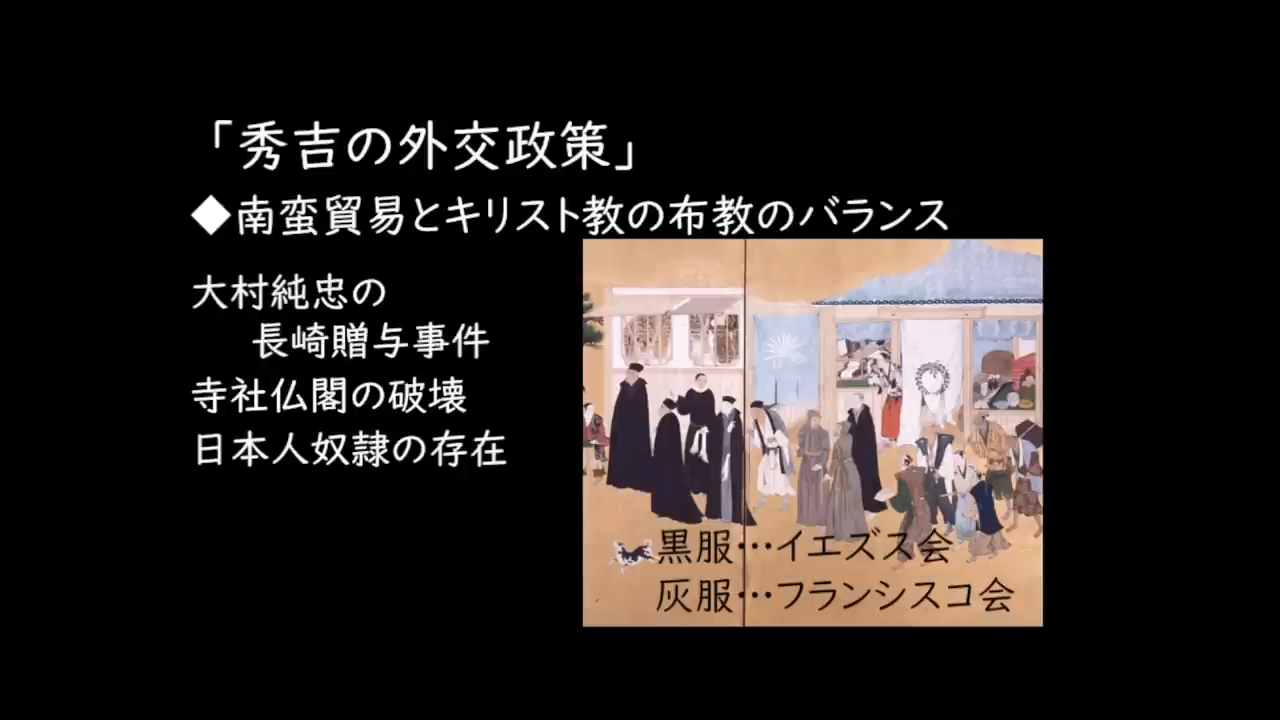 「秀吉の外交政策」
◆南蛮貿易とキリスト教の布教のバランス
大村純忠の
長崎贈与事件
寺社仏閣の破壊
日本人奴隷の存在
黒服…イエズス会
灰服…フランシスコ会